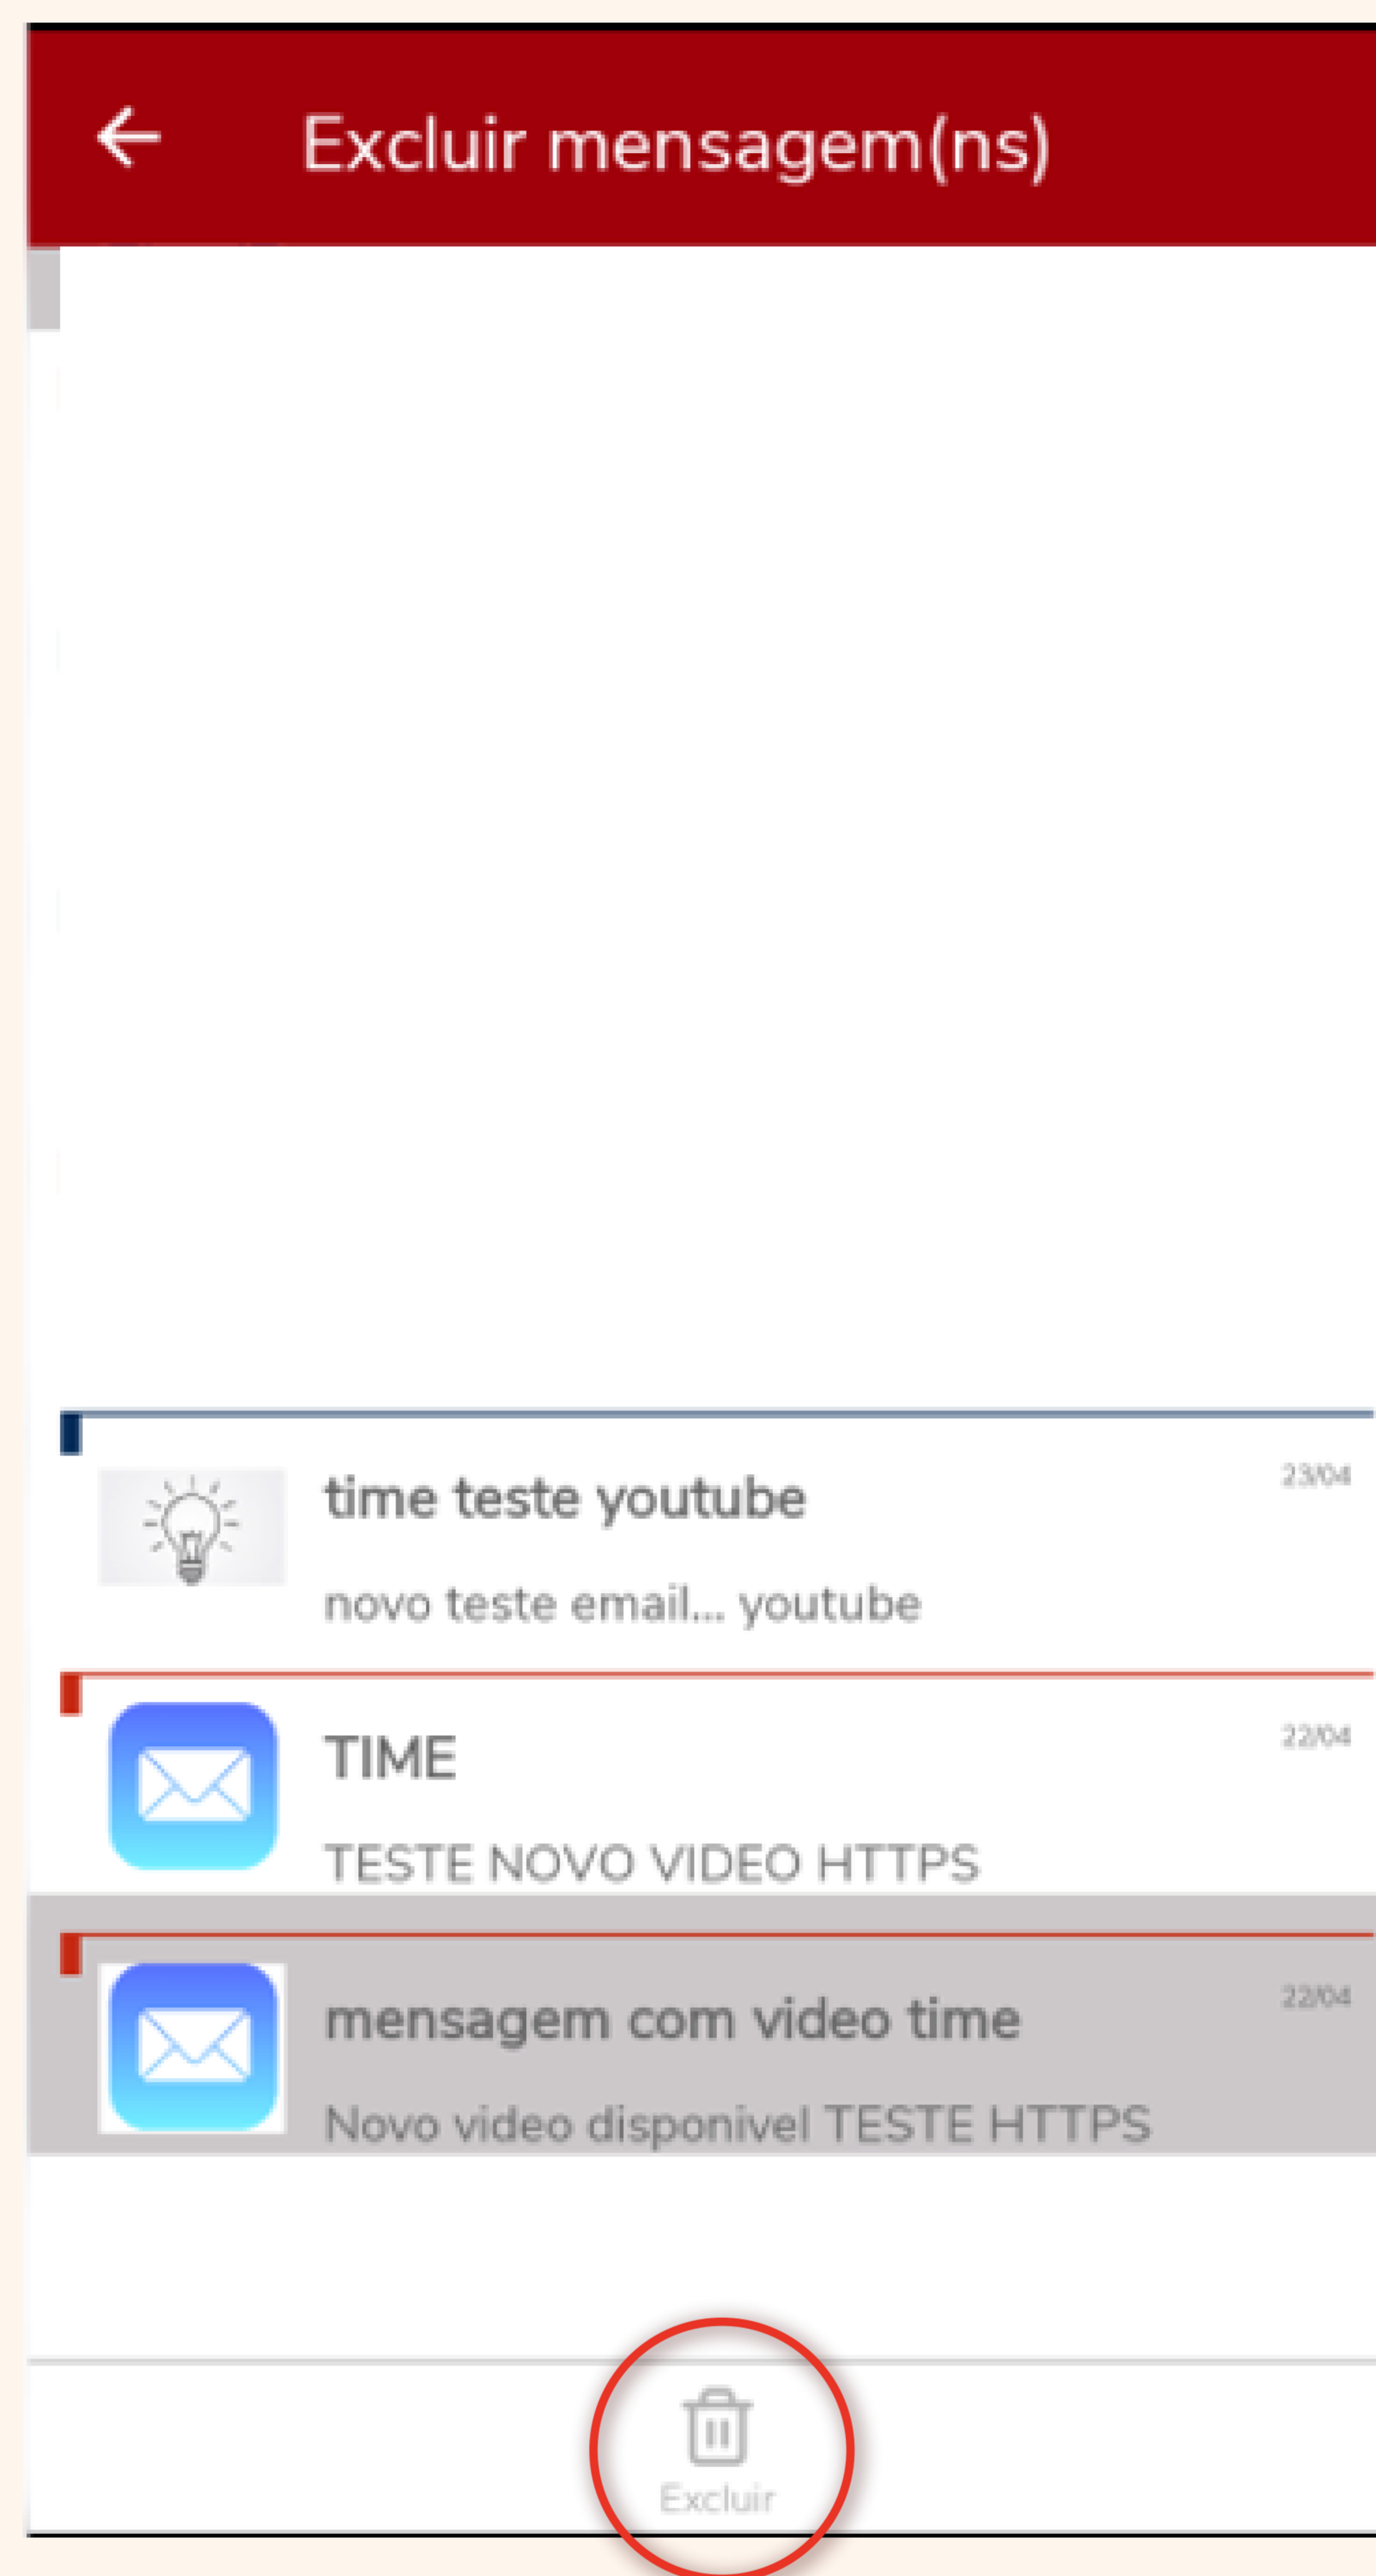 Excluir mensagem(ns)
23/04
time teste youtube
novo teste email... youtube
22/04
TIME
TESTE NOVO VIDEO HTTPS
22/04
mensagem com video time
Novo video disponivel TESTE HTTPS
Excluir